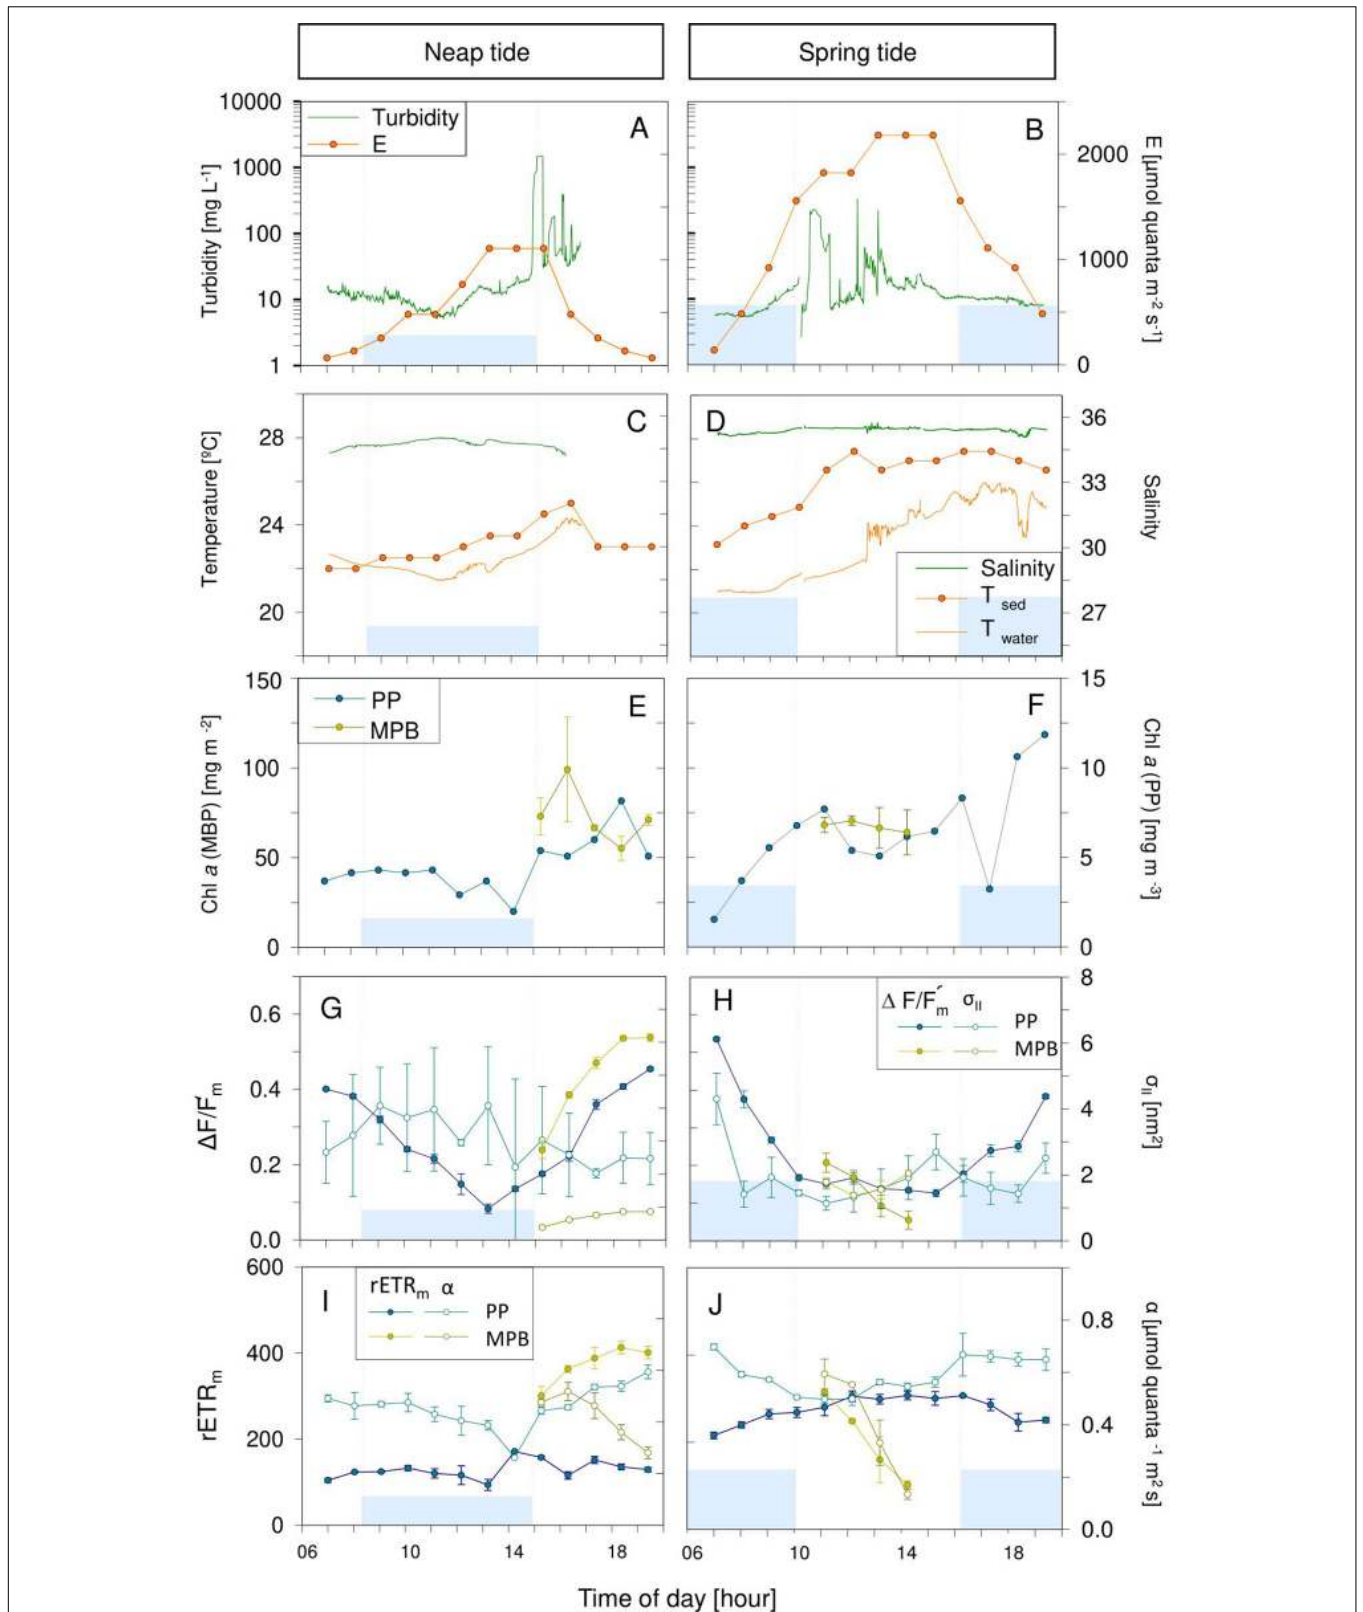 Neap tide
Spring tide
Turbidity
E
A
B
10000
1000
100
10
1
Turbidity [mg L⁻¹]
2000
1000
0
E [µmol quanta m⁻² s⁻¹]
C
D
28
24
20
Temperature [ºC]
36
33
30
27
Salinity
Salinity
T sed
T water
PP
MPB
E
F
150
100
50
0
Chl a (MBP) [mg m ⁻²]
15
10
5
0
Chl a (PP) [mg m ⁻³]
G
H
Δ F/F′m σII
PP
MPB
0.6
0.4
0.2
0.0
ΔF/F′m
8
6
4
2
0
σII [nm²]
I
J
rETRm α
PP
MPB
600
400
200
0
rETRm
0.8
0.4
0.0
α [µmol quanta ⁻¹ m² s]
06 10 14 18
06 10 14 18
Time of day [hour]